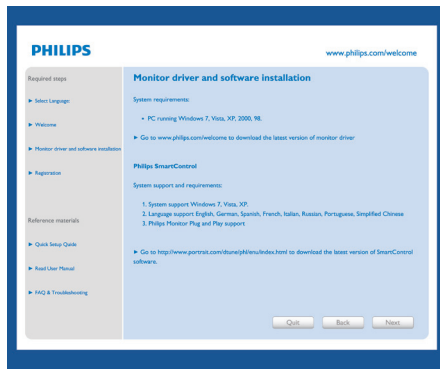 PHILIPS
www.philips.com/welcome
Required steps
► Select Language:
► Welcome
► Monitor driver and software installation
► Registration
Reference materials
► Quick Setup Guide
► Read User Manual
► FAQ & Troubleshooting
Monitor driver and software installation
System requirements:
• PC running Windows 7, Vista, XP, 2000, 98.
► Go to www.philips.com/welcome to download the latest version of monitor driver
Philips SmartControl
System support and requirements:
1. System support Windows 7, Vista, XP.
2. Language support English, German, Spanish, French, Italian, Russian, Portuguese, Simplified Chinese
3. Philips Monitor Plug and Play support
► Go to http://www.portrait.com/dtune/phl/enu/index.html to download the latest version of SmartControl
software.
Quit
Back
Next